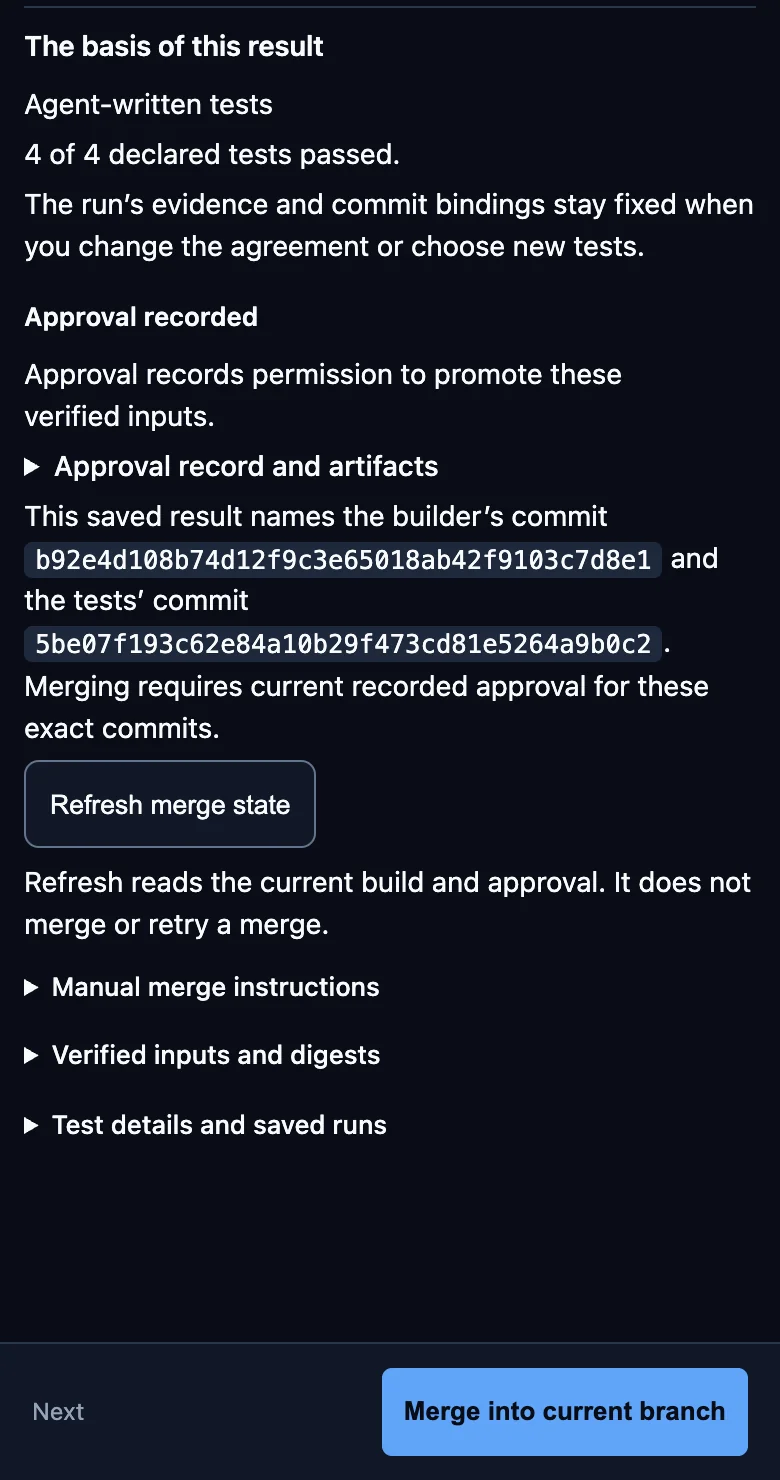 The basis of this result
Agent-written tests
4 of 4 declared tests passed.
The run’s evidence and commit bindings stay fixed when
you change the agreement or choose new tests.
Approval recorded
Approval records permission to promote these
verified inputs.
Approval record and artifacts
This saved result names the builder’s commit
b92e4d108b74d12f9c3e65018ab42f9103c7d8e1 and
the tests’ commit
5be07f193c62e84a10b29f473cd81e5264a9b0c2.
Merging requires current recorded approval for these
exact commits.
Refresh merge state
Refresh reads the current build and approval. It does not
merge or retry a merge.
Manual merge instructions
Verified inputs and digests
Test details and saved runs
Next
Merge into current branch